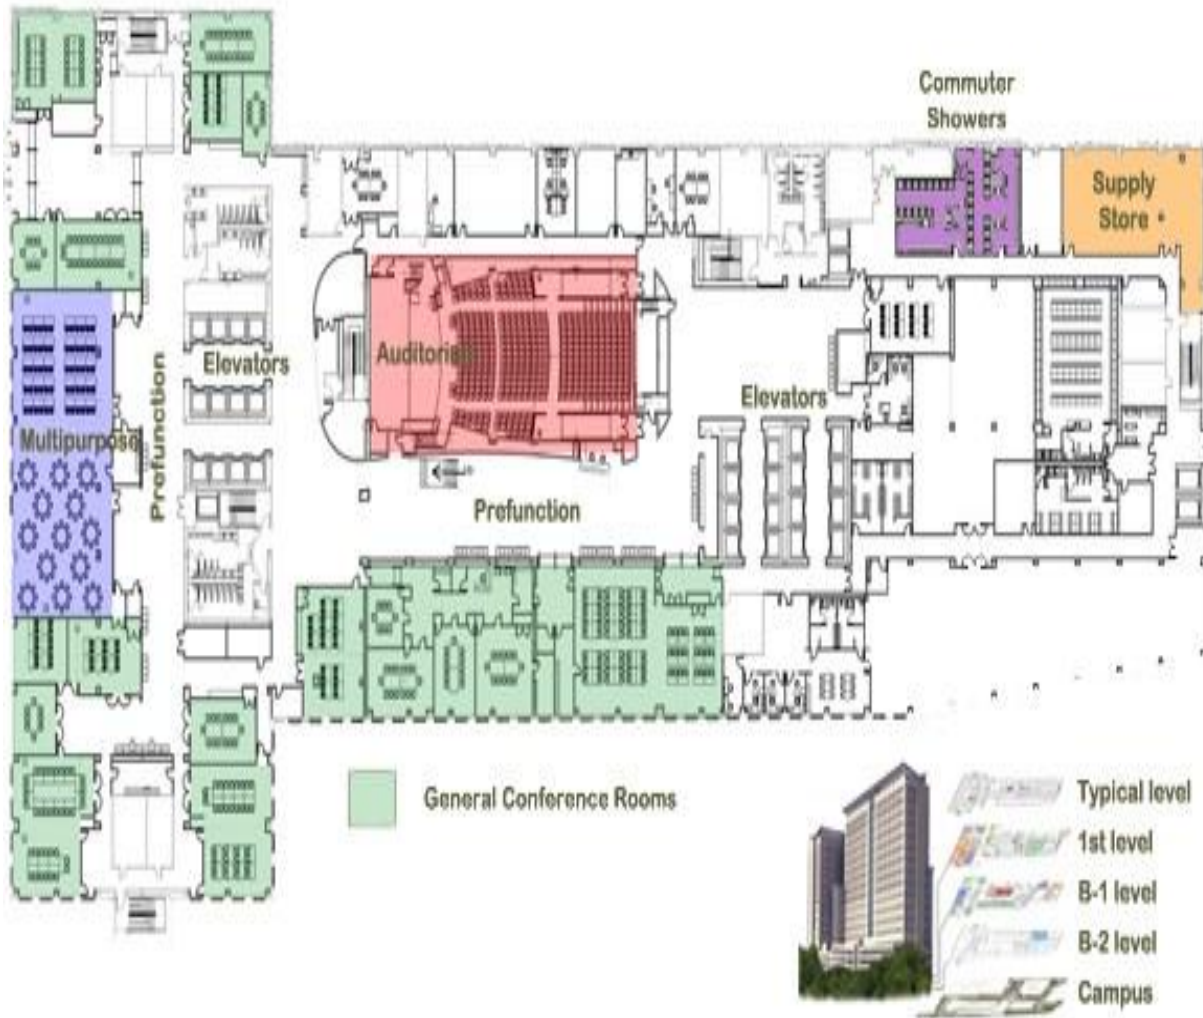 Commuter
Showers
Supply
Store
Elevators
Auditorium
Prefunction
Multipurpose
Elevators
Prefunction
General Conference Rooms
Typical level
1st level
B-1 level
B-2 level
Campus